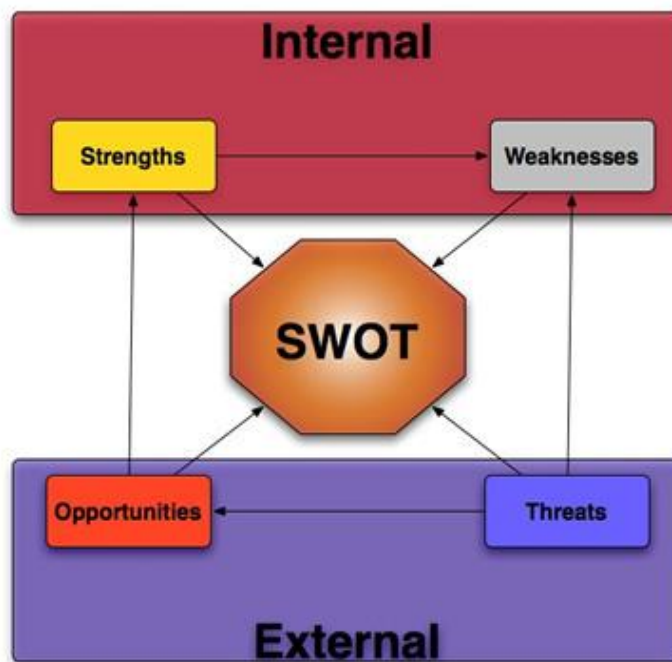 Internal
Strengths
Weaknesses
SWOT
Opportunities
Threats
External